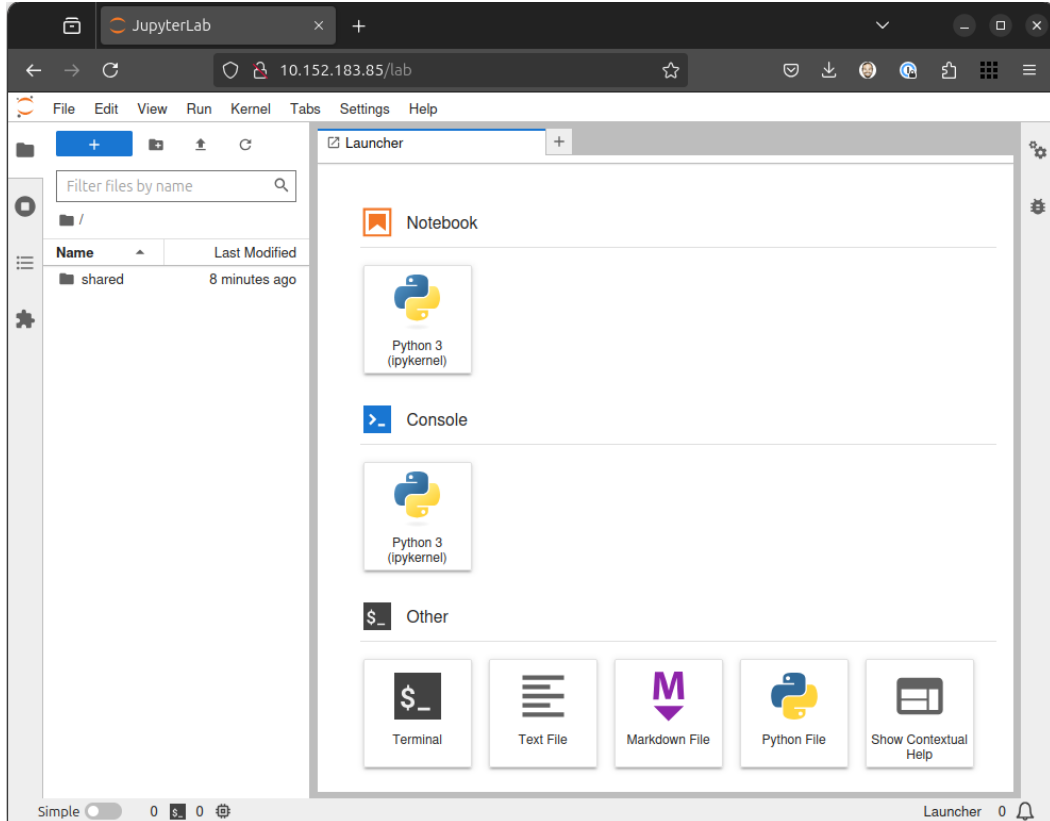 JupyterLab
10.152.183.85/lab
File Edit View Run Kernel Tabs Settings Help
Launcher
Filter files by name
/
Name Last Modified
shared 8 minutes ago
Notebook
Python 3
(ipykernel)
Console
Python 3
(ipykernel)
$_ Other
$_
Terminal
Text File
M
Markdown File
Python File
Show Contextual
Help
Simple 0 $_ 0 Launcher 0